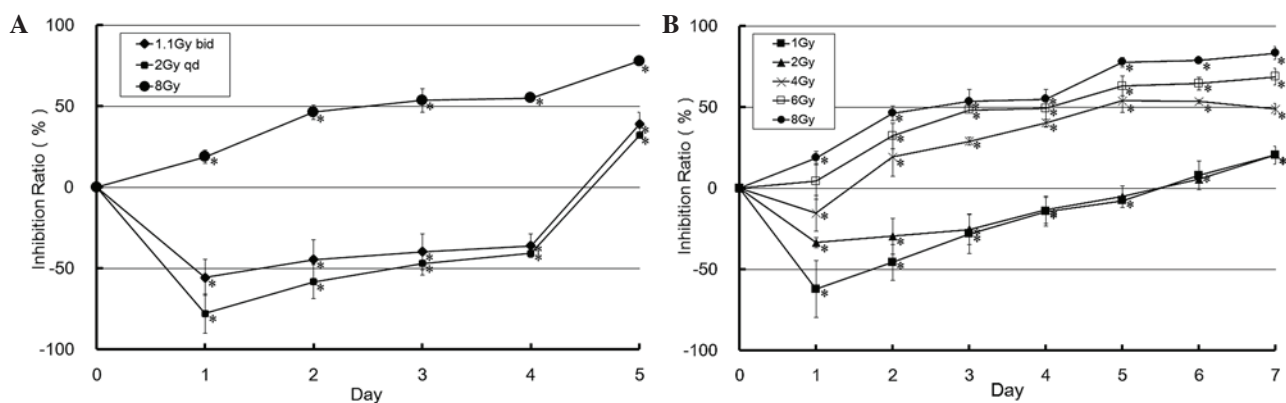 A
100
50
0
-50
-100
Inhibition Ratio ( % )
1.1Gy bid
2Gy qd
8Gy
* * * * *
* * * * *
* * * * *
0 1 2 3 4 5
Day
B
100
50
0
-50
-100
Inhibition Ratio ( % )
1Gy
2Gy
4Gy
6Gy
8Gy
0 1 2 3 4 5 6 7
Day